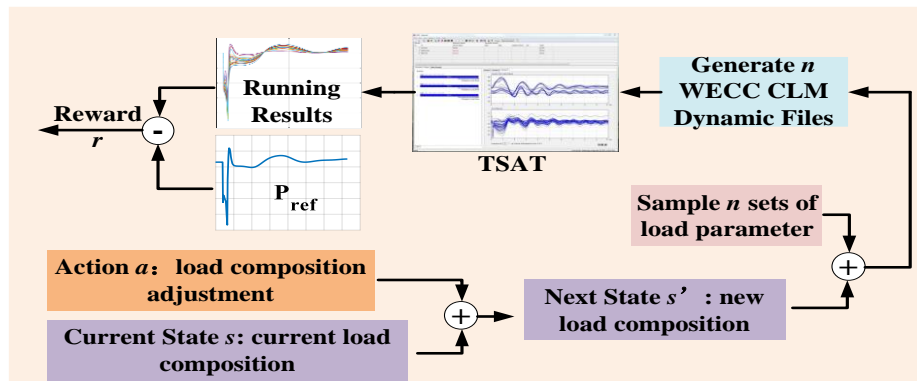 Running
Results
Reward
r
-
P_ref
TSAT
Generate n
WECC CLM
Dynamic Files
Sample n sets of
load parameter
+
Action a：load composition
adjustment
+
Current State s: current load
composition
Next State s’ : new
load composition